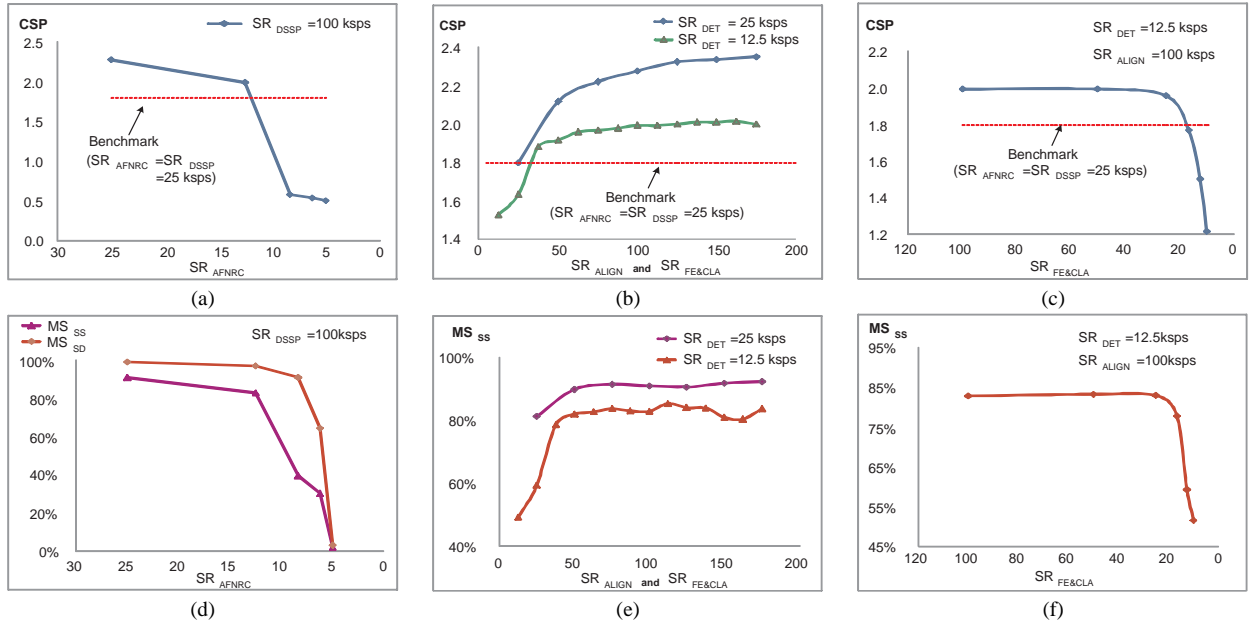 CSP
SR DSSP =100 ksps
2.5
2.0
1.5
1.0
0.5
0.0
Benchmark
(SR AFNRC =SR DSSP
=25 ksps)
30 25 20 15 10 5 0
SR AFNRC
(a)
CSP
SR DET = 25 ksps
SR DET = 12.5 ksps
2.4
2.2
2.0
1.8
1.6
1.4
Benchmark
(SR AFNRC =SR DSSP =25 ksps)
0 50 100 150 200
SR ALIGN and SR FE&CLA
(b)
CSP
SR DET =12.5 ksps
SR ALIGN =100 ksps
2.2
2.0
1.8
1.6
1.4
1.2
Benchmark
(SR AFNRC =SR DSSP =25 ksps)
120 100 80 60 40 20 0
SR FE&CLA
(c)
MS SS
MS SD
SR DSSP =100ksps
100%
80%
60%
40%
20%
0%
30 25 20 15 10 5 0
SR AFNRC
(d)
MS SS
SR DET =25 ksps
SR DET =12.5 ksps
100%
80%
60%
40%
0 50 100 150 200
SR ALIGN and SR FE&CLA
(e)
MS SS
SR DET =12.5ksps
SR ALIGN =100ksps
95%
85%
75%
65%
55%
45%
120 100 80 60 40 20 0
SR FE&CLA
(f)